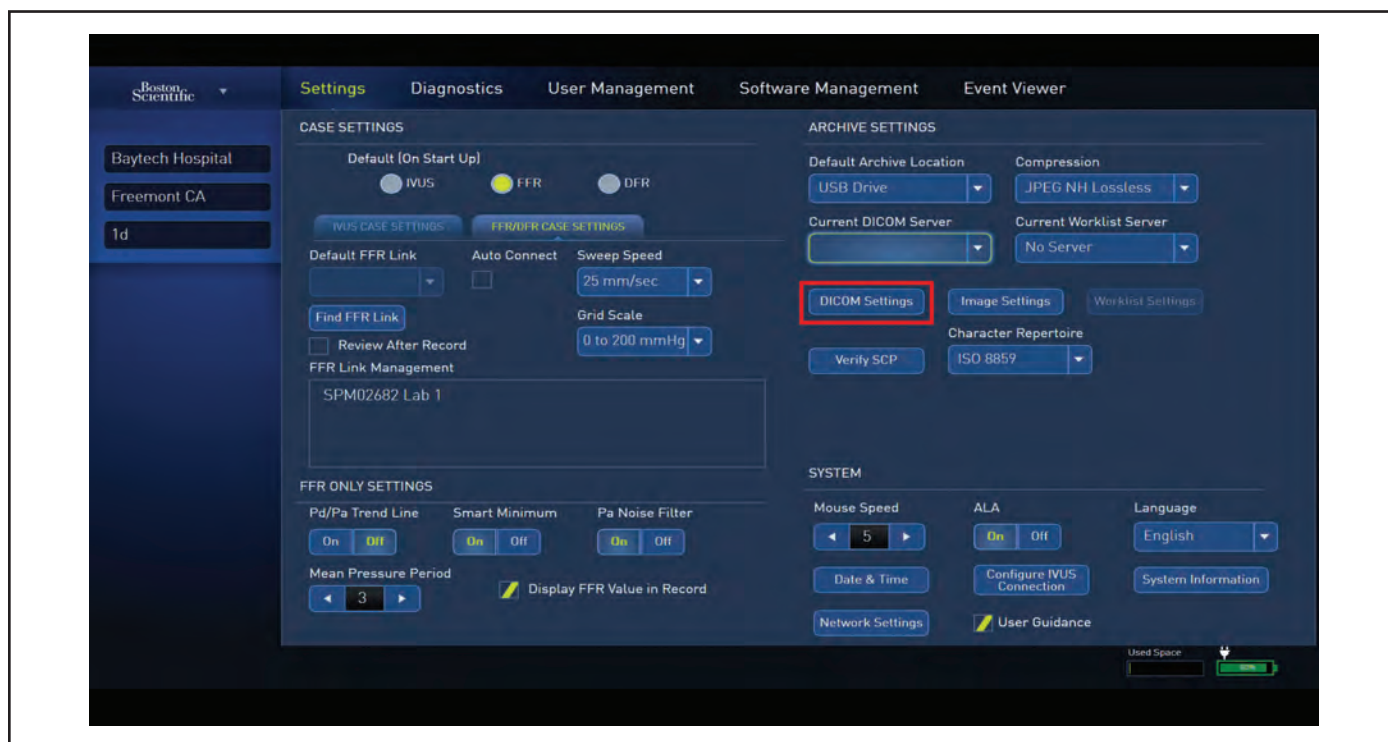 Boston
Scientific
Settings Diagnostics User Management Software Management Event Viewer
Baytech Hospital
Freemont CA
1d
CASE SETTINGS
Default (On Start Up)
IVUS FFR DFR
IVUS CASE SETTINGS FFR/DFR CASE SETTINGS
Default FFR Link Auto Connect Sweep Speed
25 mm/sec
Find FFR Link Grid Scale
Review After Record 0 to 200 mmHg
FFR Link Management
SPM02682 Lab 1
FFR ONLY SETTINGS
Pd/Pa Trend Line Smart Minimum Pa Noise Filter
On Off On Off On Off
Mean Pressure Period
3 Display FFR Value in Record
ARCHIVE SETTINGS
Default Archive Location Compression
USB Drive JPEG NH Lossless
Current DICOM Server Current Worklist Server
No Server
DICOM Settings Image Settings Worklist Settings
Character Repertoire
Verify SCP ISO 8859
SYSTEM
Mouse Speed ALA Language
5 On Off English
Date & Time Configure IVUS
Connection System Information
Network Settings User Guidance
Used Space